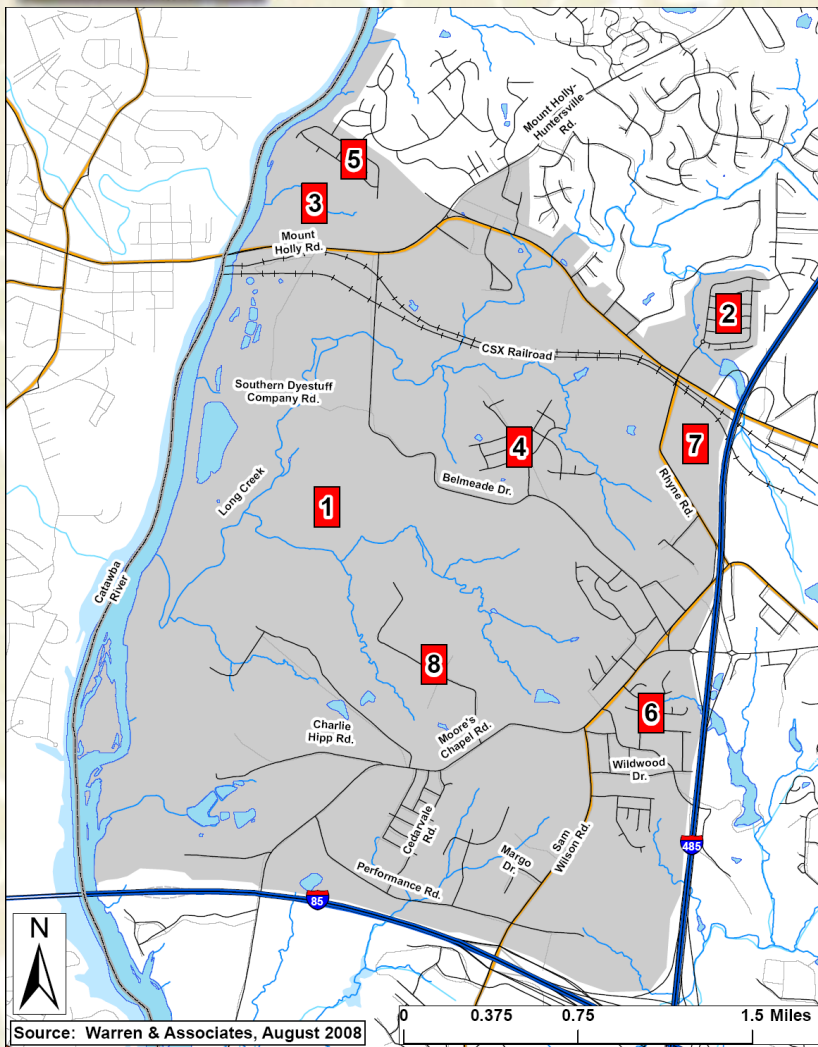 Mount Holly-
Huntersville
Rd.
5
3
Mount
Holly Rd.
2
CSX Railroad
Southern Dyestuff
Company Rd.
4
7
Belmeade Dr.
Rhyne Rd.
Long Creek
1
Catawba
River
8
6
Charlie
Hipp Rd.
Moore's
Chapel Rd.
Wildwood
Dr.
Cedarvale
Rd.
Sam
Wilson Rd.
Margo
Dr.
485
Performance Rd.
85
N
0 0.375 0.75 1.5 Miles
Source: Warren & Associates, August 2008